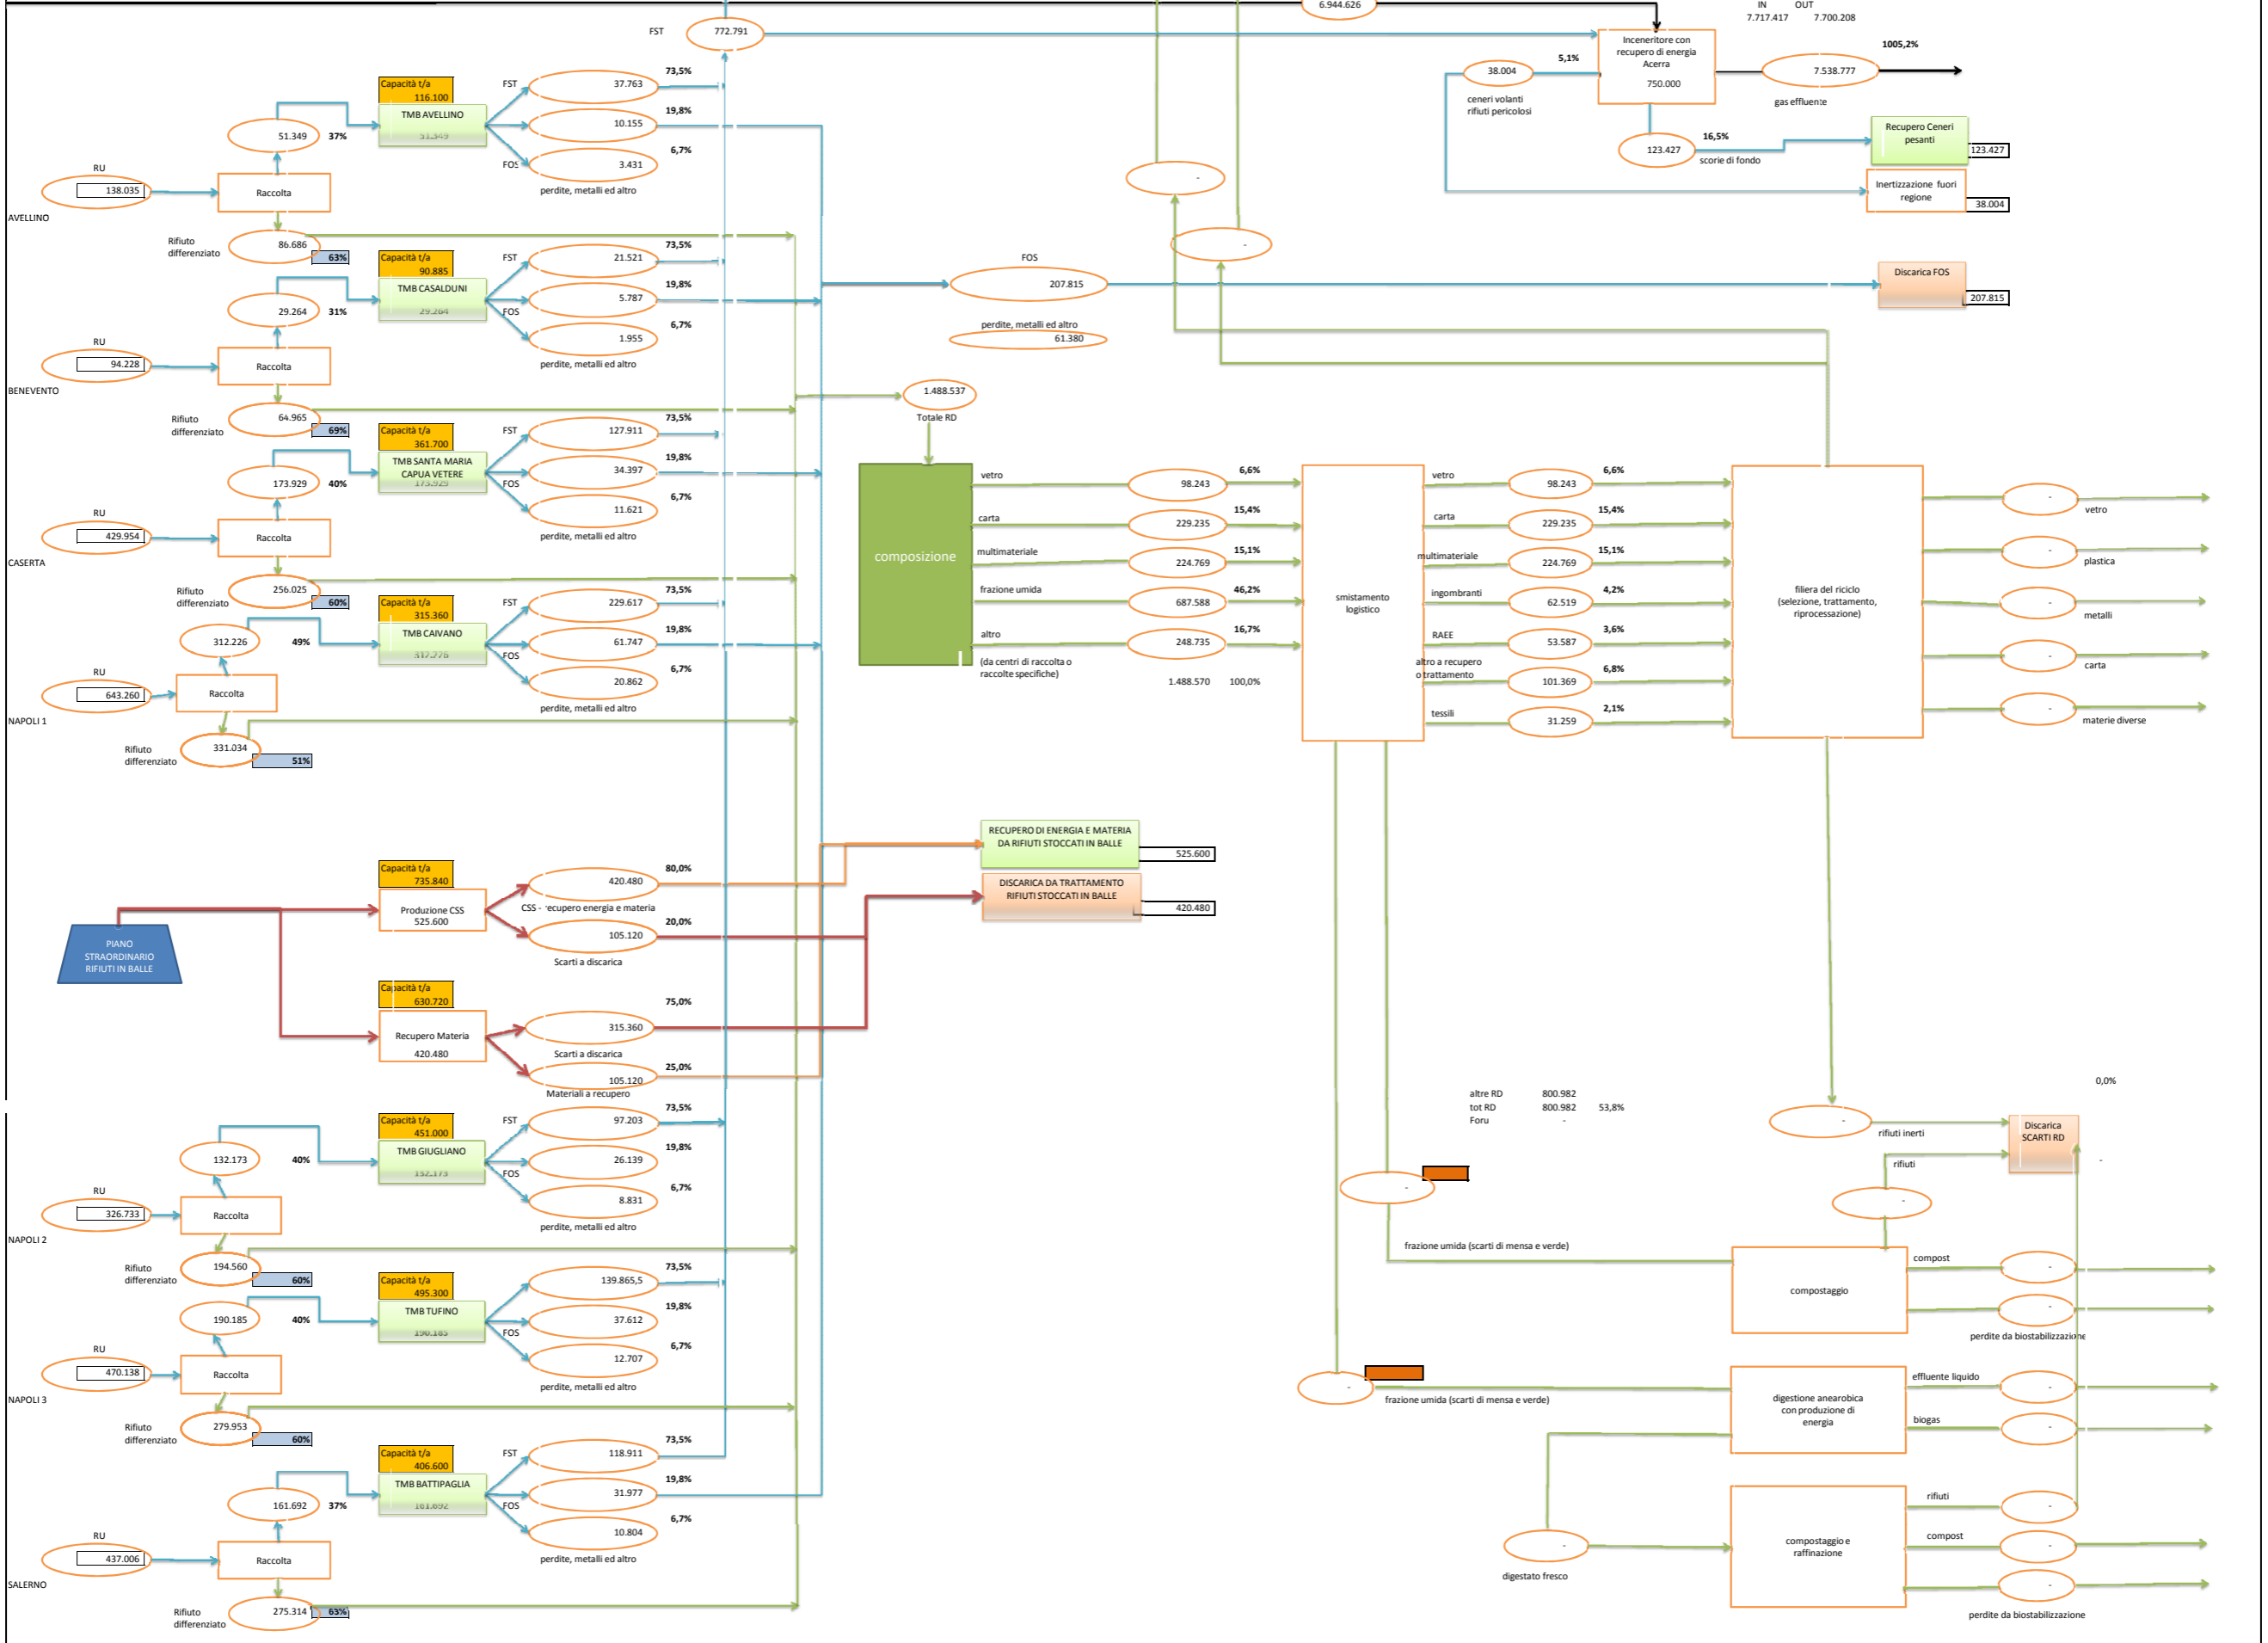 6.944.626
IN OUT
7.717.417 7.700.208
FST
772.791
Inceneritore con
recupero di energia
Acerra
750.000
5,1%
38.004
ceneri volanti
rifiuti pericolosi
1005,2%
7.538.777
gas effluente
16,5%
123.427
scorie di fondo
Recupero Ceneri
pesanti
123.427
Inertizzazione fuori
regione
38.004
Capacità t/a
116.100
TMB AVELLINO
51.349
51.349
37%
RU
138.035
Raccolta
AVELLINO
Rifiuto
differenziato
86.686
63%
FST
37.763
73,5%
10.155
19,8%
FOS
3.431
6,7%
perdite, metalli ed altro
Capacità t/a
90.885
TMB CASALDUNI
29.264
29.264
31%
RU
94.228
Raccolta
BENEVENTO
Rifiuto
differenziato
64.965
69%
FST
21.521
73,5%
5.787
19,8%
FOS
1.955
6,7%
perdite, metalli ed altro
FOS
207.815
perdite, metalli ed altro
61.380
Discarica FOS
207.815
-
-
Capacità t/a
361.700
TMB SANTA MARIA
CAPUA VETERE
173.929
173.929
40%
RU
429.954
Raccolta
CASERTA
Rifiuto
differenziato
256.025
60%
FST
127.911
73,5%
34.397
19,8%
FOS
11.621
6,7%
perdite, metalli ed altro
Capacità t/a
315.360
TMB CAIVANO
312.226
312.226
49%
RU
643.260
Raccolta
NAPOLI 1
Rifiuto
differenziato
331.034
51%
FST
229.617
73,5%
61.747
19,8%
FOS
20.862
6,7%
perdite, metalli ed altro
1.488.537
Totale RD
composizione
vetro
98.243
6,6%
carta
229.235
15,4%
multimateriale
224.769
15,1%
frazione umida
687.588
46,2%
altro
248.735
16,7%
(da centri di raccolta o
raccolte specifiche)
1.488.570 100,0%
smistamento
logistico
vetro
98.243
6,6%
carta
229.235
15,4%
multimateriale
224.769
15,1%
ingombranti
62.519
4,2%
RAEE
53.587
3,6%
altro a recupero
o trattamento
101.369
6,8%
tessili
31.259
2,1%
filiera del riciclo
(selezione, trattamento,
riprocessazione)
-
vetro
-
plastica
-
metalli
-
carta
-
materie diverse
PIANO
STRAORDINARIO
RIFIUTI IN BALLE
Capacità t/a
735.840
Produzione CSS
525.600
420.480
80,0%
CSS - recupero energia e materia
105.120
20,0%
Scarti a discarica
RECUPERO DI ENERGIA E MATERIA
DA RIFIUTI STOCCATI IN BALLE
525.600
DISCARICA DA TRATTAMENTO
RIFIUTI STOCCATI IN BALLE
420.480
Capacità t/a
630.720
Recupero Materia
420.480
315.360
75,0%
Scarti a discarica
105.120
25,0%
Materiali a recupero
altre RD 800.982
tot RD 800.982 53,8%
Foru -
0,0%
-
rifiuti inerti
Discarica
SCARTI RD
-
rifiuti
-
Capacità t/a
451.000
TMB GIUGLIANO
132.173
132.173
40%
RU
326.733
Raccolta
NAPOLI 2
Rifiuto
differenziato
194.560
60%
FST
97.203
73,5%
26.139
19,8%
FOS
8.831
6,7%
perdite, metalli ed altro
Capacità t/a
495.300
TMB TUFINO
190.185
190.185
40%
RU
470.138
Raccolta
NAPOLI 3
Rifiuto
differenziato
279.953
60%
139.865,5
73,5%
37.612
19,8%
FOS
12.707
6,7%
perdite, metalli ed altro
Capacità t/a
406.600
TMB BATTIPAGLIA
161.692
161.692
37%
RU
437.006
Raccolta
SALERNO
Rifiuto
differenziato
275.314
63%
FST
118.911
73,5%
31.977
19,8%
FOS
10.804
6,7%
perdite, metalli ed altro
-
frazione umida (scarti di mensa e verde)
compostaggio
compost
-
-
perdite da biostabilizzazione
-
frazione umida (scarti di mensa e verde)
digestione anearobica
con produzione di
energia
effluente liquido
-
biogas
-
-
digestato fresco
compostaggio e
raffinazione
rifiuti
-
compost
-
-
perdite da biostabilizzazione